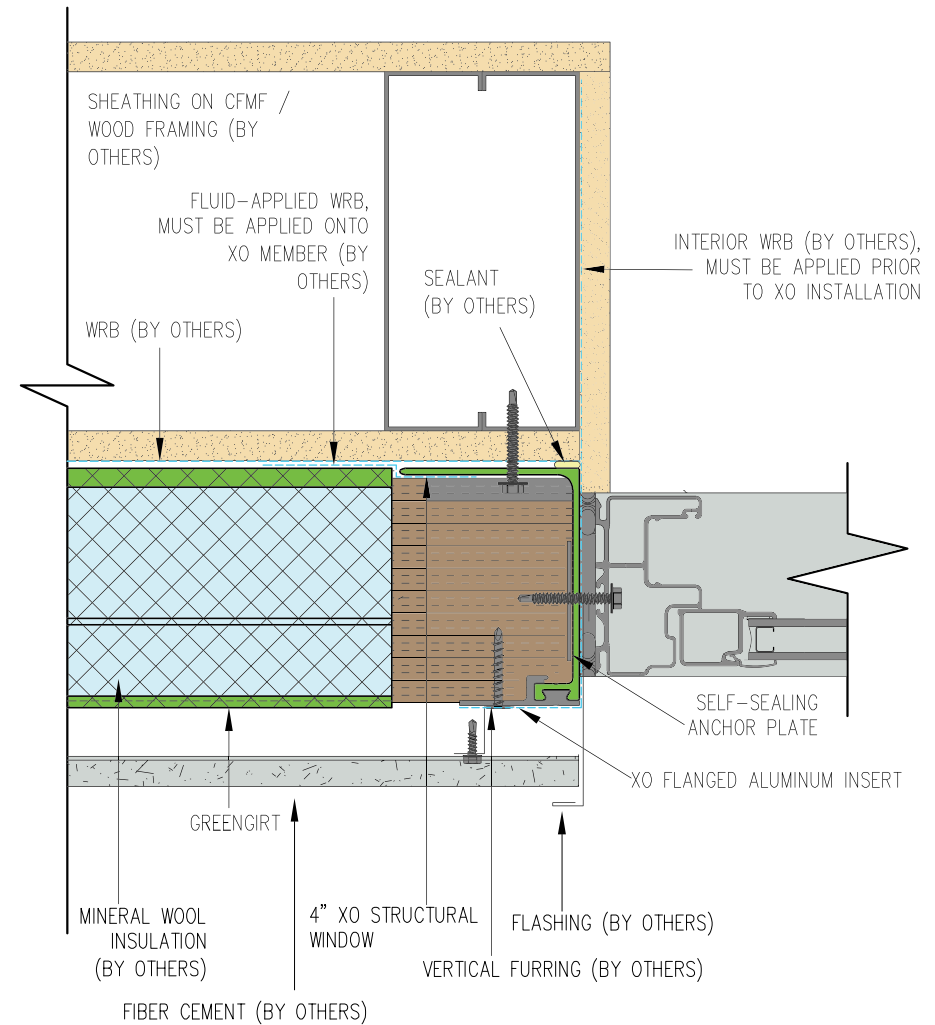 SHEATHING ON CFMF /
WOOD FRAMING (BY
OTHERS)
FLUID-APPLIED WRB,
MUST BE APPLIED ONTO
XO MEMBER (BY
OTHERS)
INTERIOR WRB (BY OTHERS),
MUST BE APPLIED PRIOR
TO XO INSTALLATION
SEALANT
(BY OTHERS)
WRB (BY OTHERS)
SELF-SEALING
ANCHOR PLATE
XO FLANGED ALUMINUM INSERT
GREENGIRT
MINERAL WOOL
INSULATION
(BY OTHERS)
4" XO STRUCTURAL
WINDOW
FLASHING (BY OTHERS)
VERTICAL FURRING (BY OTHERS)
FIBER CEMENT (BY OTHERS)